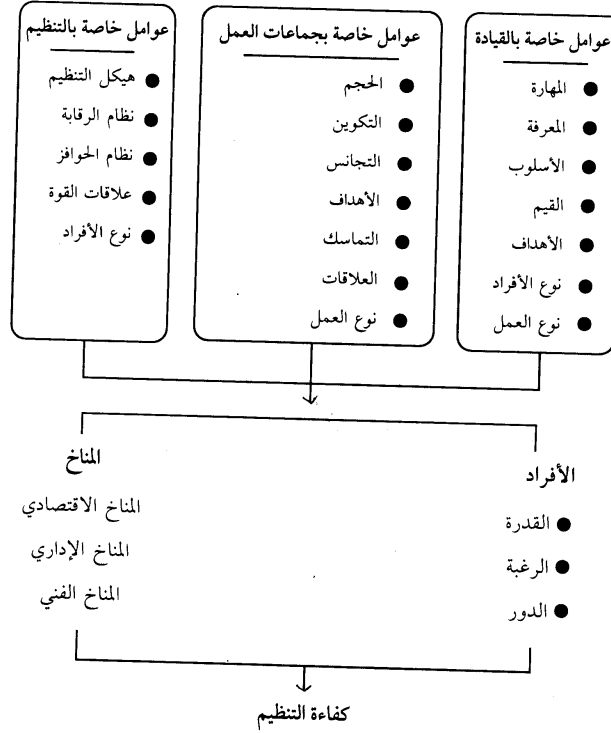 عوامل خاصة بالقيادة
المهارة
المعرفة
الأسلوب
القيم
الأهداف
نوع الأفراد
نوع العمل
عوامل خاصة بجماعات العمل
الحجم
التكوين
التجانس
الأهداف
التماسك
العلاقات
نوع العمل
عوامل خاصة بالتنظيم
هيكل التنظيم
نظام الرقابة
نظام الحوافز
علاقات القوة
نوع الأفراد
الأفراد
القدرة
الرغبة
الدور
المناخ
المناخ الاقتصادي
المناخ الإداري
المناخ الفني
كفاءة التنظيم